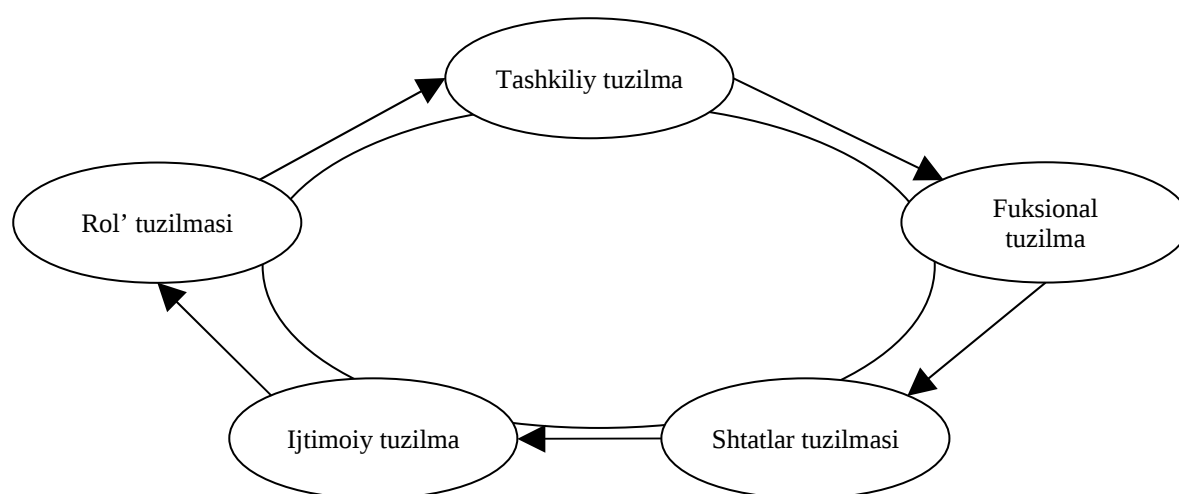 Tashkiliy tuzilma
Rol’ tuzilmasi
Fuksional
tuzilma
Ijtimoiy tuzilma
Shtatlar tuzilmasi